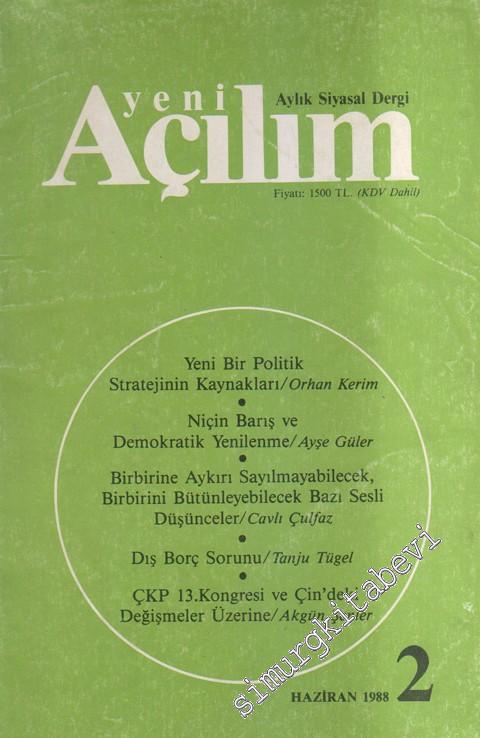 yeni
Açılım
Aylık Siyasal Dergi
Fiyatı: 1500 TL. (KDV Dahil)
Yeni Bir Politik
Stratejinin Kaynakları/Orhan Kerim
•
Niçin Barış ve
Demokratik Yenilenme/Ayşe Güler
•
Birbirine Aykırı Sayılmayabilecek,
Birbirini Bütünleyebilecek Bazı Sesli
Düşünceler/Cavlı Çulfaz
•
Dış Borç Sorunu/Tanju Tügel
•
ÇKP 13.Kongresi ve Çin'deki
Değişmeler Üzerine/Akgün
HAZİRAN 1988 2
simurgkitabevi